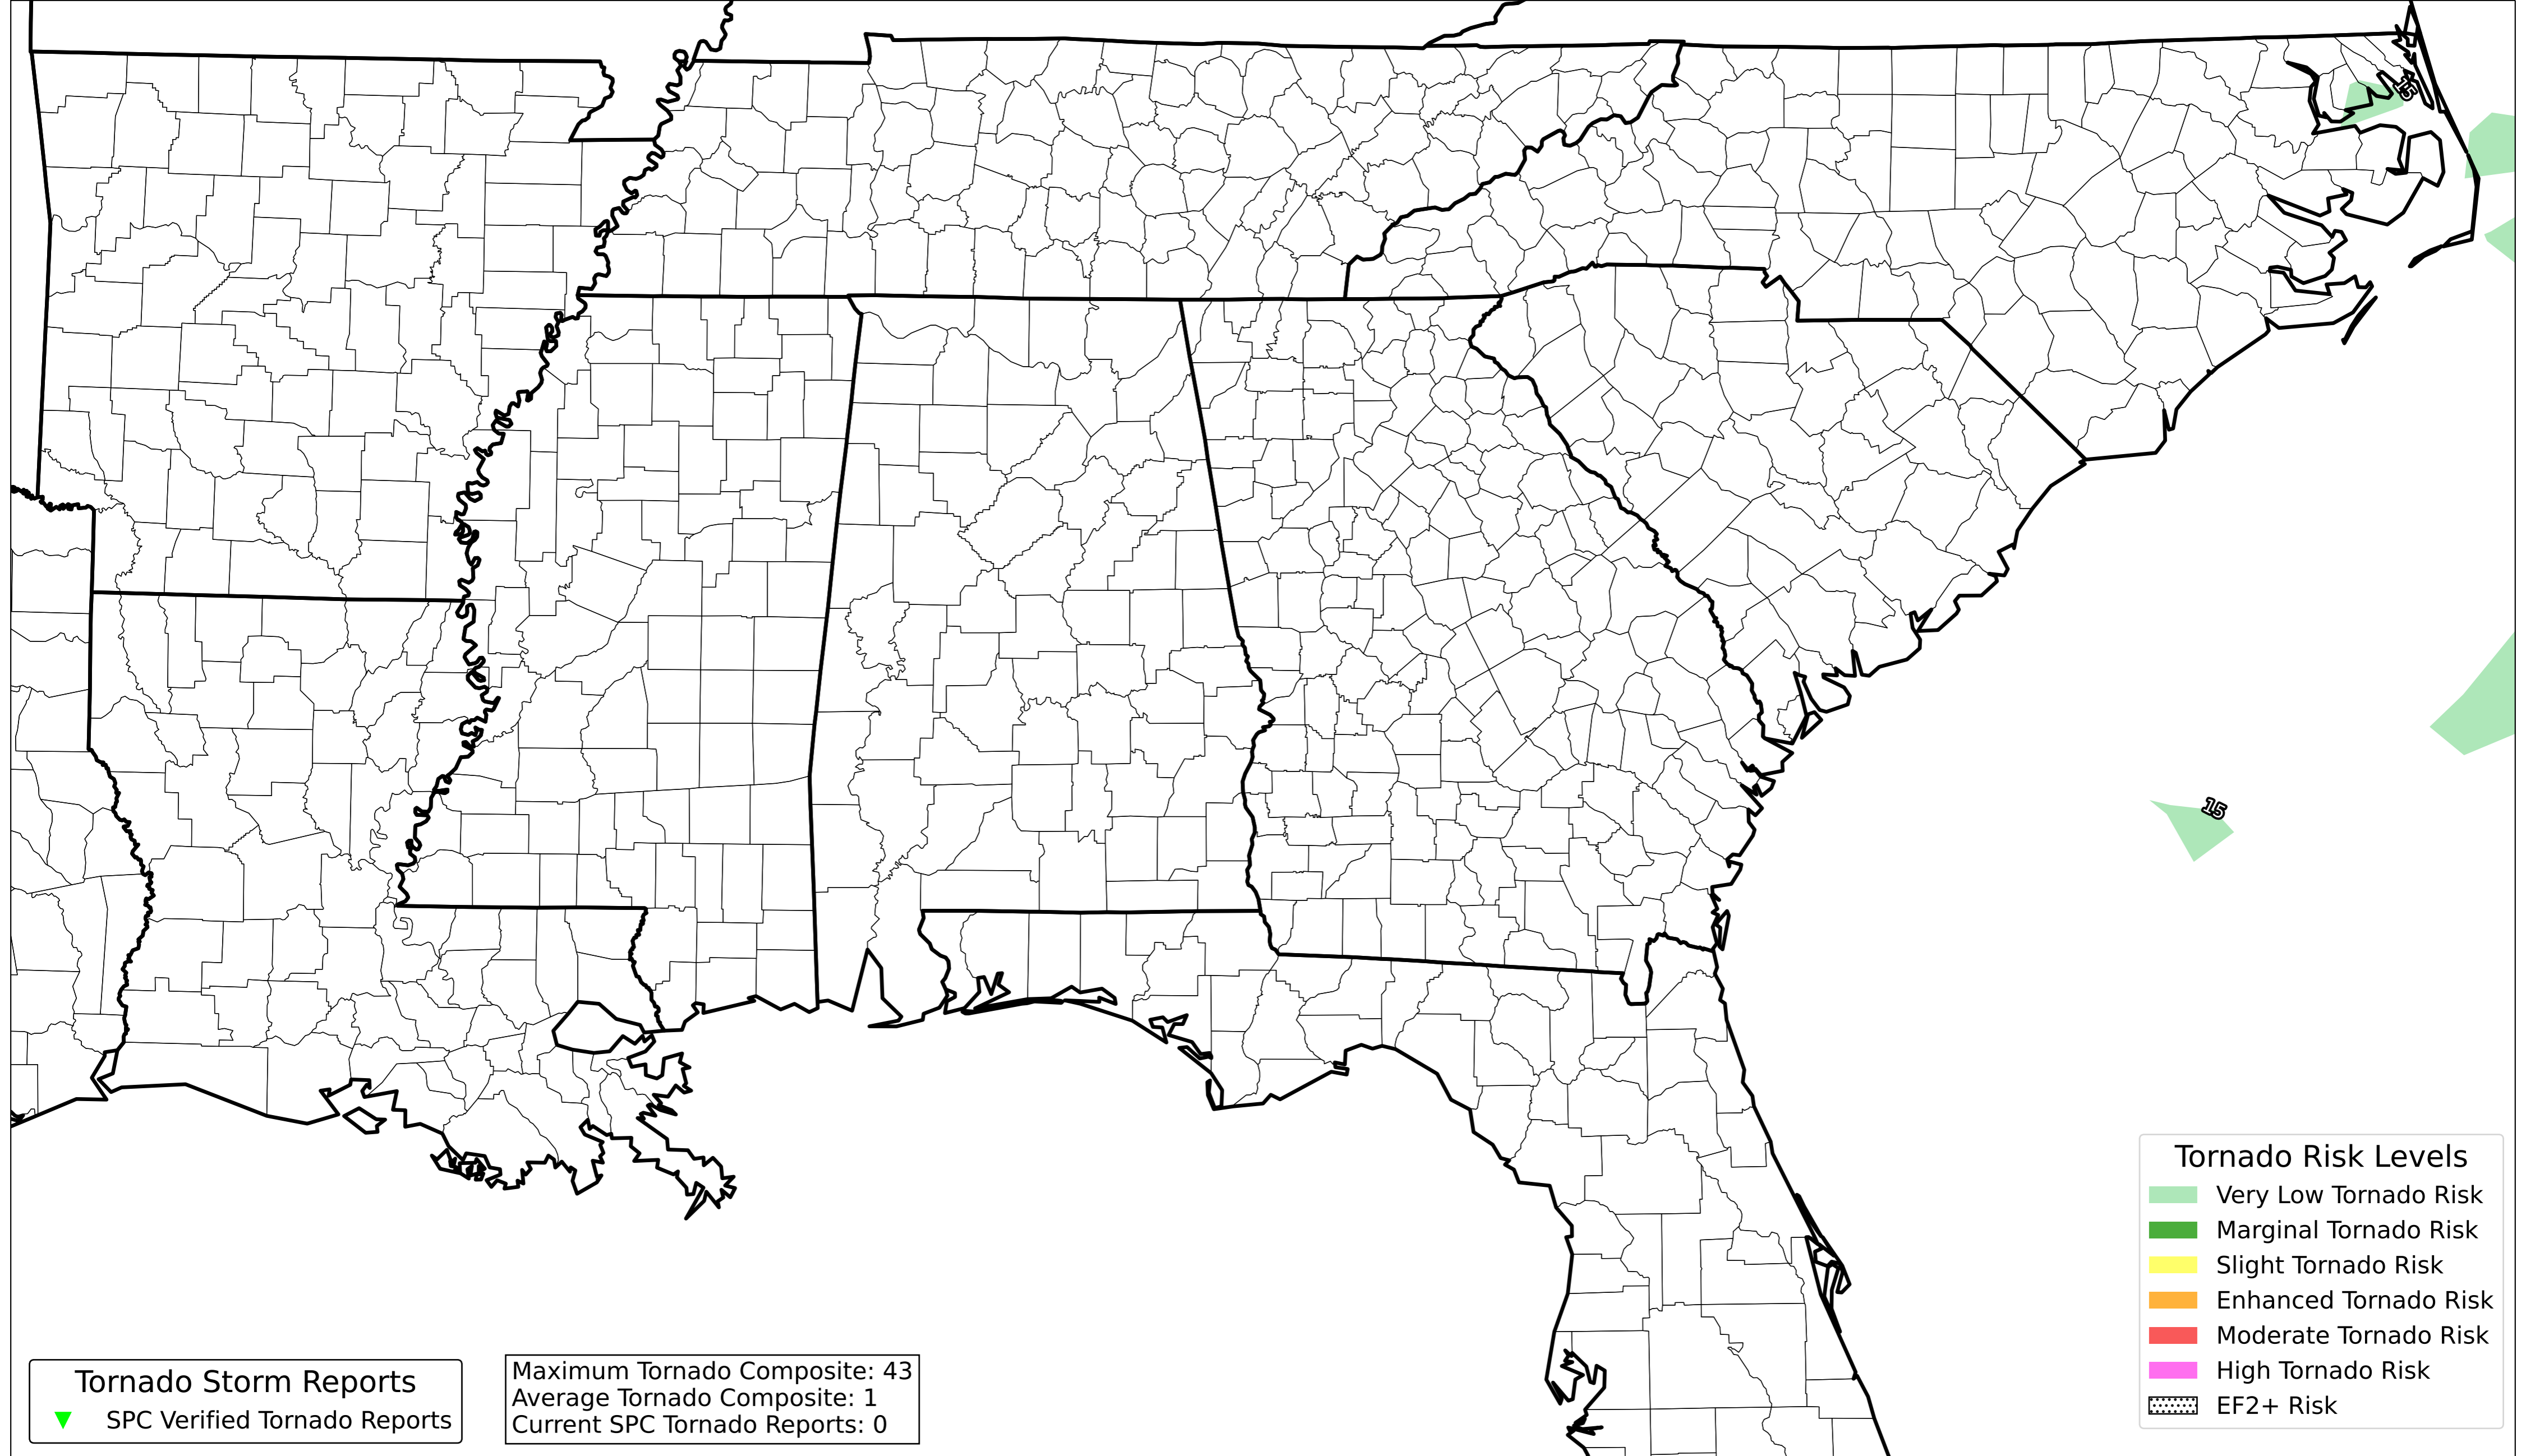 15
15
Tornado Risk Levels
Very Low Tornado Risk
Marginal Tornado Risk
Slight Tornado Risk
Enhanced Tornado Risk
Moderate Tornado Risk
High Tornado Risk
EF2+ Risk
Tornado Storm Reports
SPC Verified Tornado Reports
Maximum Tornado Composite: 43
Average Tornado Composite: 1
Current SPC Tornado Reports: 0